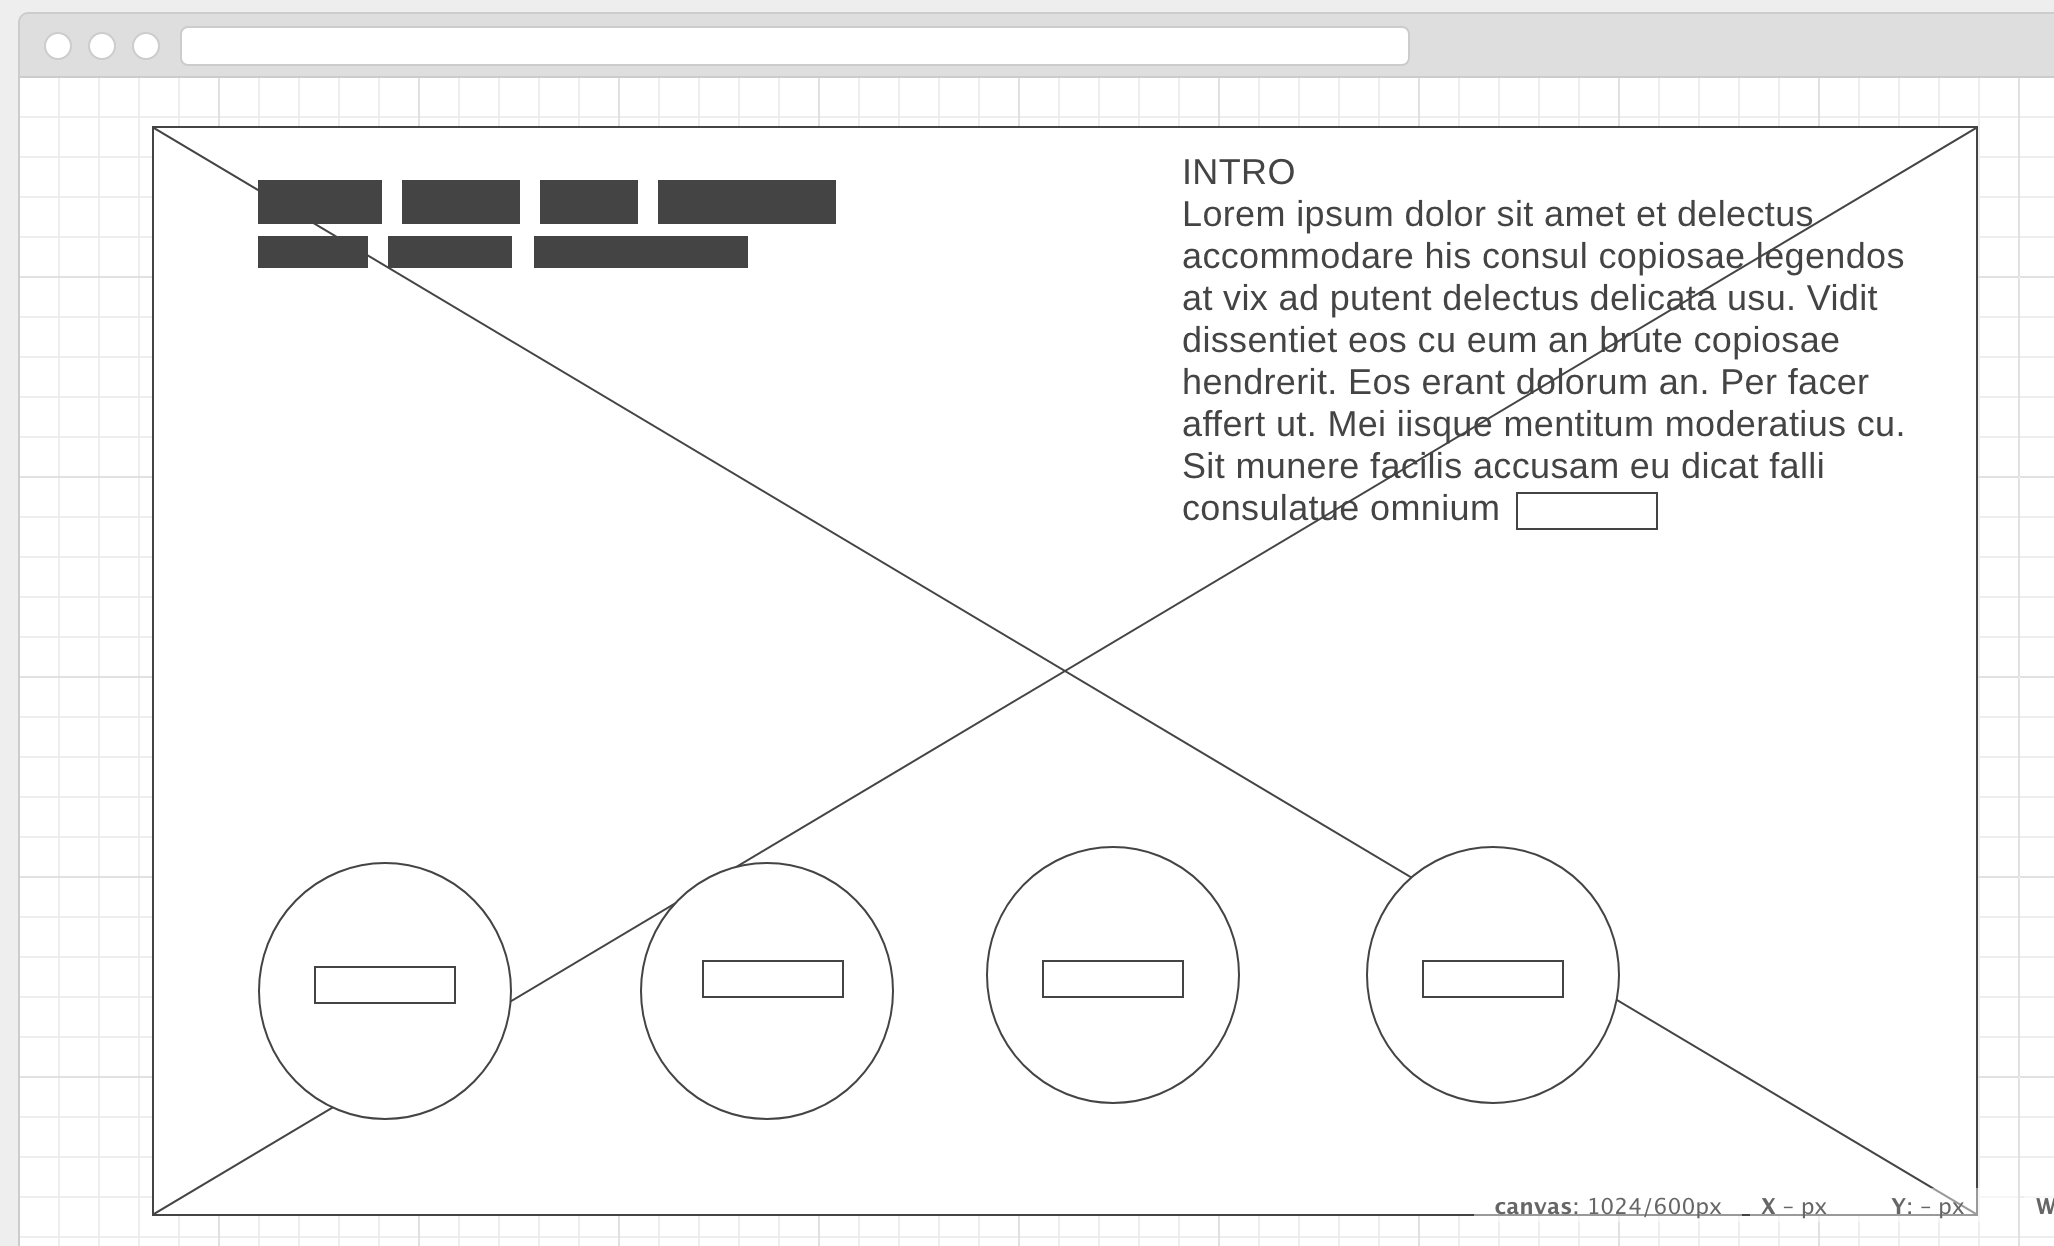 INTRO
Lorem ipsum dolor sit amet et delectus
accommodare his consul copiosae legendos
at vix ad putent delectus delicata usu. Vidit
dissentiet eos cu eum an brute copiosae
hendrerit. Eos erant dolorum an. Per facer
affert ut. Mei iisque mentitum moderatius cu.
Sit munere facilis accusam eu dicat falli
consulatue omnium
canvas: 1024/600px X – px Y: – px W